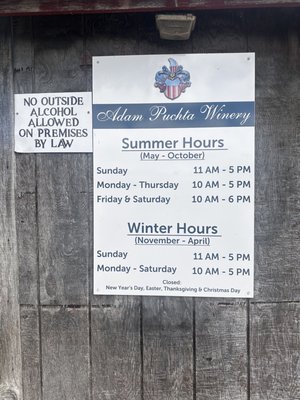 NO OUTSIDE
ALCOHOL
ALLOWED
ON PREMISES
BY LAW
Adam Puchta Winery
Summer Hours
(May - October)
Sunday 11 AM - 5 PM
Monday - Thursday 10 AM - 5 PM
Friday & Saturday 10 AM - 6 PM
Winter Hours
(November - April)
Sunday 11 AM - 5 PM
Monday - Saturday 10 AM - 5 PM
Closed:
New Year's Day, Easter, Thanksgiving & Christmas Day